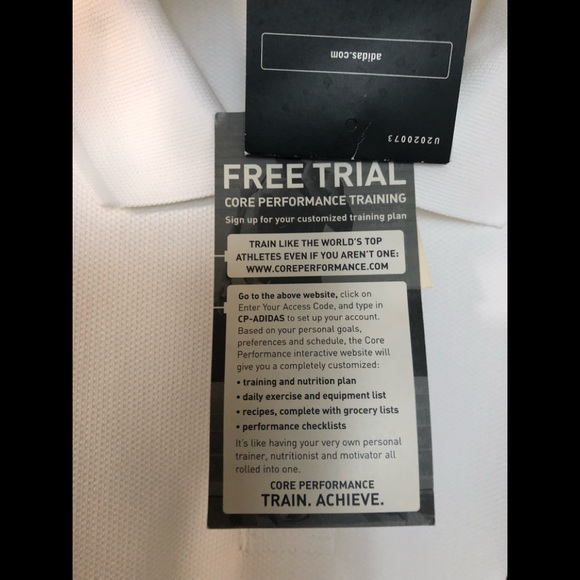 adidas.com
U2020073
FREE TRIAL
CORE PERFORMANCE TRAINING
Sign up for your customized training plan
TRAIN LIKE THE WORLD'S TOP
ATHLETES EVEN IF YOU AREN'T ONE:
WWW.COREPERFORMANCE.COM
Go to the above website, click on
Enter Your Access Code, and type in
CP-ADIDAS to set up your account.
Based on your personal goals,
preferences and schedule, the Core
Performance interactive website will
give you a completely customized:
• training and nutrition plan
• daily exercise and equipment list
• recipes, complete with grocery lists
• performance checklists
It's like having your very own personal
trainer, nutritionist and motivator all
rolled into one.
CORE PERFORMANCE
TRAIN. ACHIEVE.